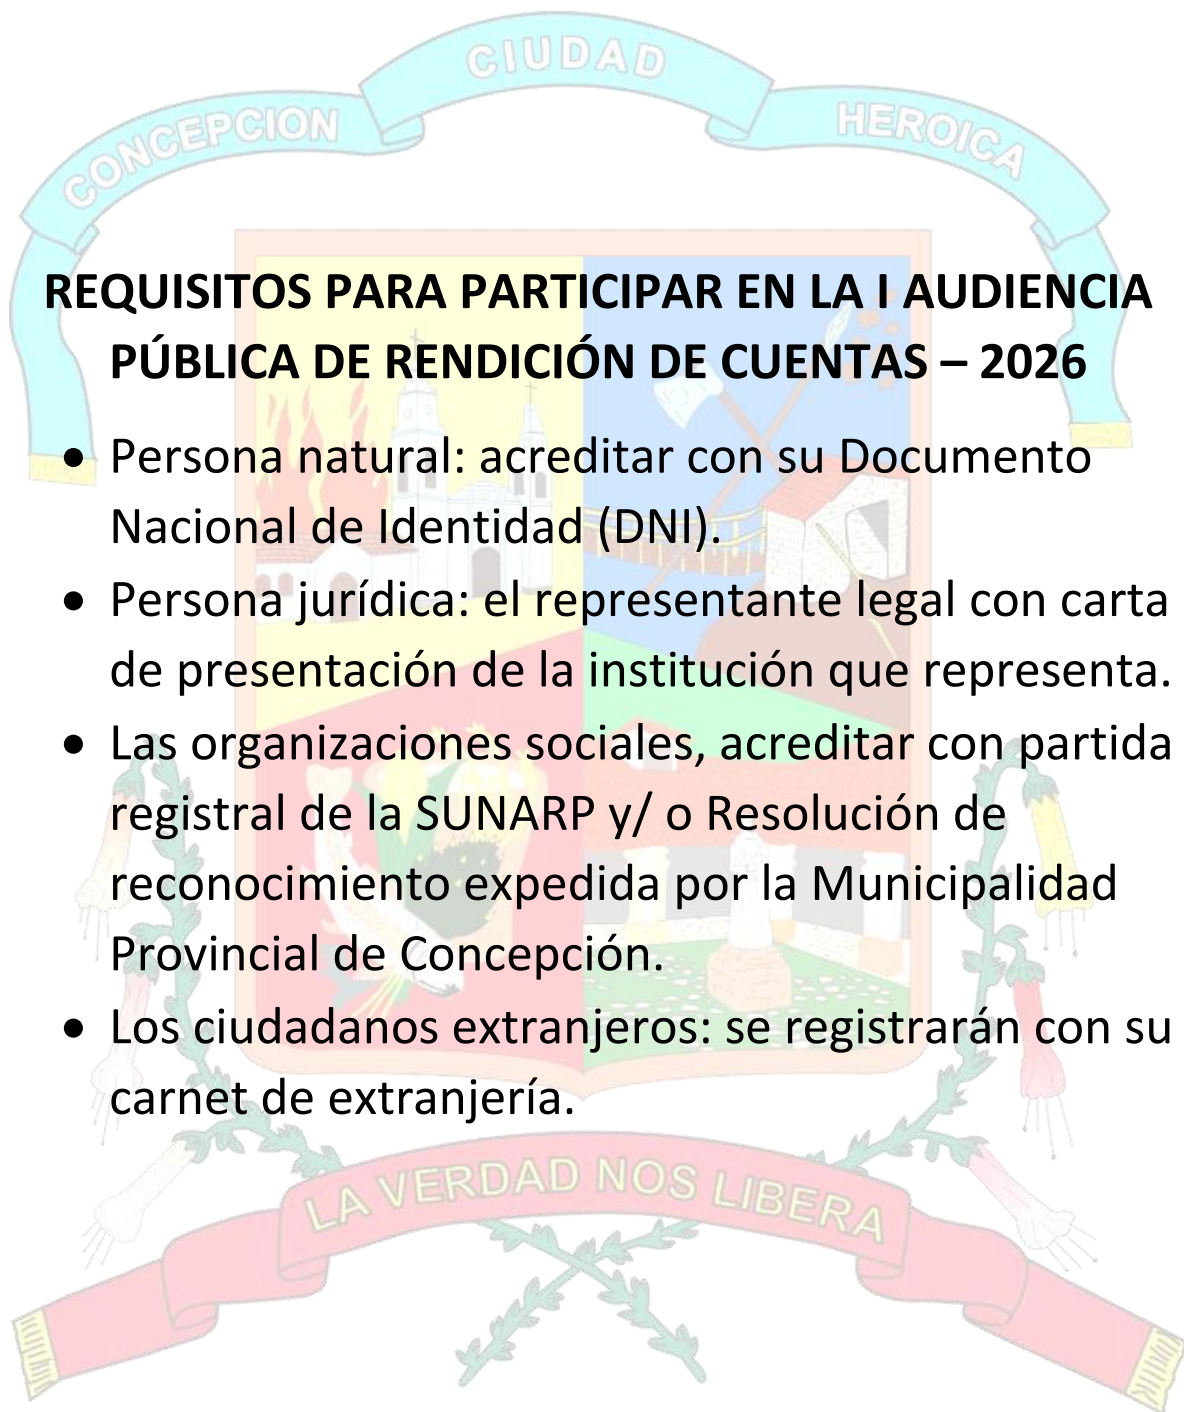 CIUDAD
CONCEPCION
HEROICA
REQUISITOS PARA PARTICIPAR EN LA I AUDIENCIA
PÚBLICA DE RENDICIÓN DE CUENTAS – 2026
• Persona natural: acreditar con su Documento
Nacional de Identidad (DNI).
• Persona jurídica: el representante legal con carta
de presentación de la institución que representa.
• Las organizaciones sociales, acreditar con partida
registral de la SUNARP y/ o Resolución de
reconocimiento expedida por la Municipalidad
Provincial de Concepción.
• Los ciudadanos extranjeros: se registrarán con su
carnet de extranjería.
LA VERDAD NOS LIBERA